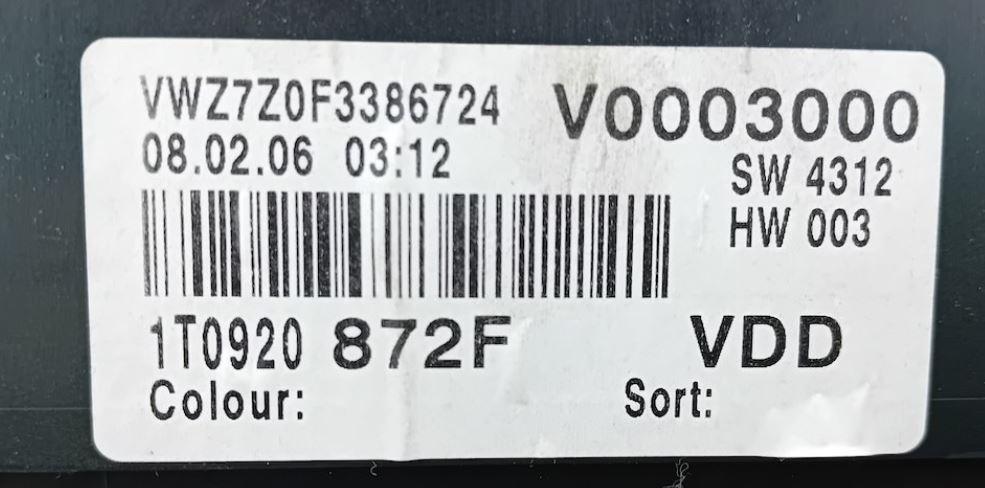 VWZ7Z0F3386724 V0003000
08.02.06 03:12 SW 4312
HW 003
1T0920 872F VDD
Colour: Sort: